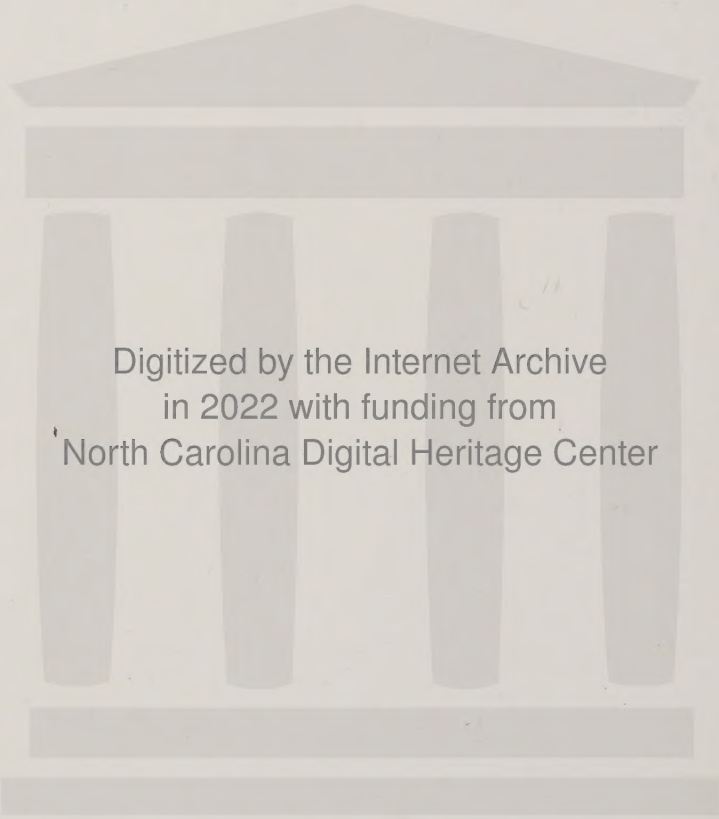 Digitized by the Internet Archive
in 2022 with funding from
North Carolina Digital Heritage Center